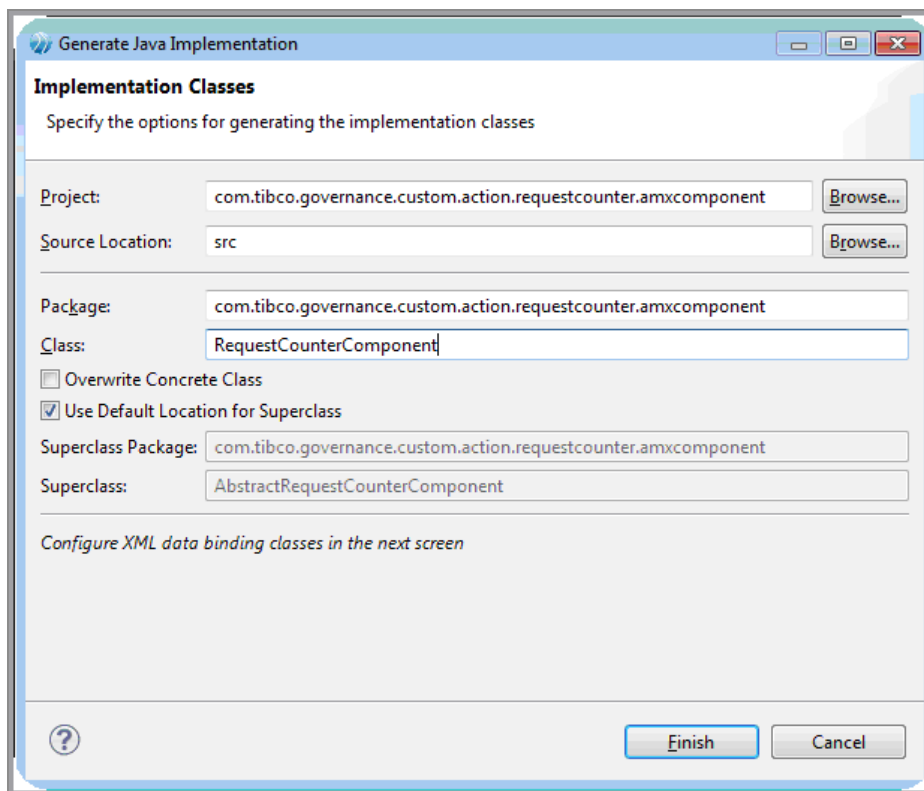 Generate Java Implementation
Implementation Classes
Specify the options for generating the implementation classes
Project: com.tibco.governance.custom.action.requestcounter.amxcomponent Browse...
Source Location: src Browse...
Package: com.tibco.governance.custom.action.requestcounter.amxcomponent
Class: RequestCounterComponent
Overwrite Concrete Class
Use Default Location for Superclass
Superclass Package: com.tibco.governance.custom.action.requestcounter.amxcomponent
Superclass: AbstractRequestCounterComponent
Configure XML data binding classes in the next screen
? Finish Cancel